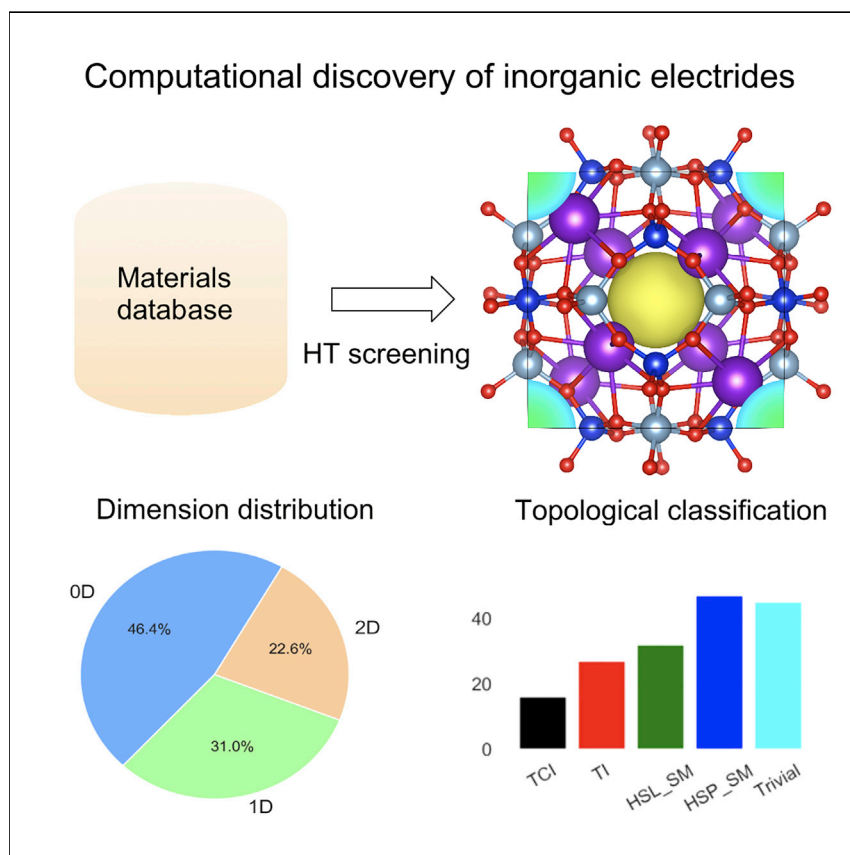 Computational discovery of inorganic electrides
Materials
database
HT screening
Dimension distribution
0D
46.4%
2D
22.6%
31.0%
1D
Topological classification
40
20
0
TCI
TI
HSL_SM
HSP_SM
Trivial